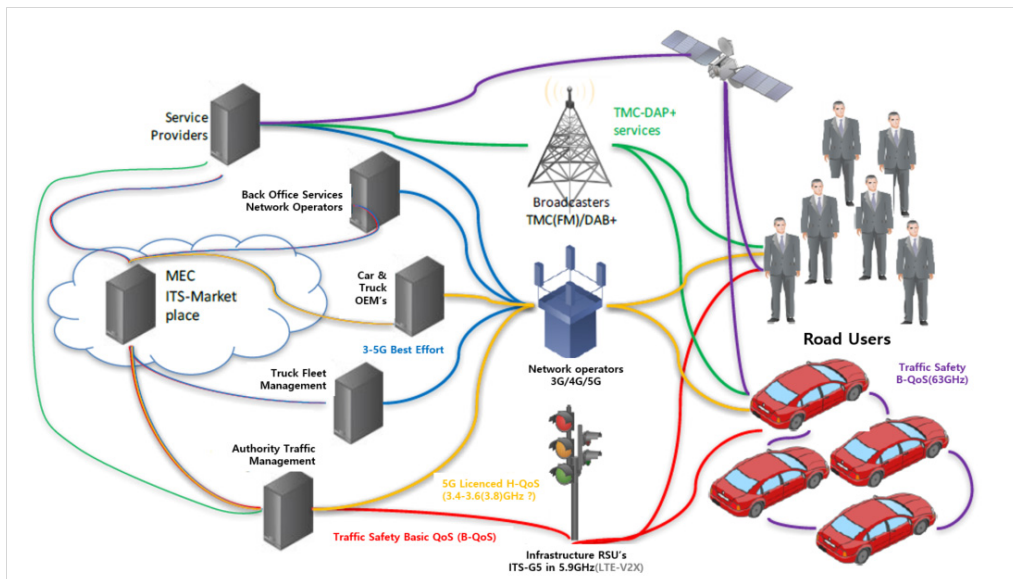 Service
Providers
TMC-DAP+
services
Back Office Services
Network Operators
Broadcasters
TMC(FM)/DAB+
MEC
ITS-Market
place
Car &
Truck
OEM's
3-5G Best Effort
Network operators
3G/4G/5G
Road Users
Truck Fleet
Management
Traffic Safety
B-QoS(63GHz)
Authority Traffic
Management
5G Licenced H-QoS
(3.4-3.6(3.8)GHz ?)
Traffic Safety Basic QoS (B-QoS)
Infrastructure RSU's
ITS-G5 in 5.9GHz(LTE-V2X)